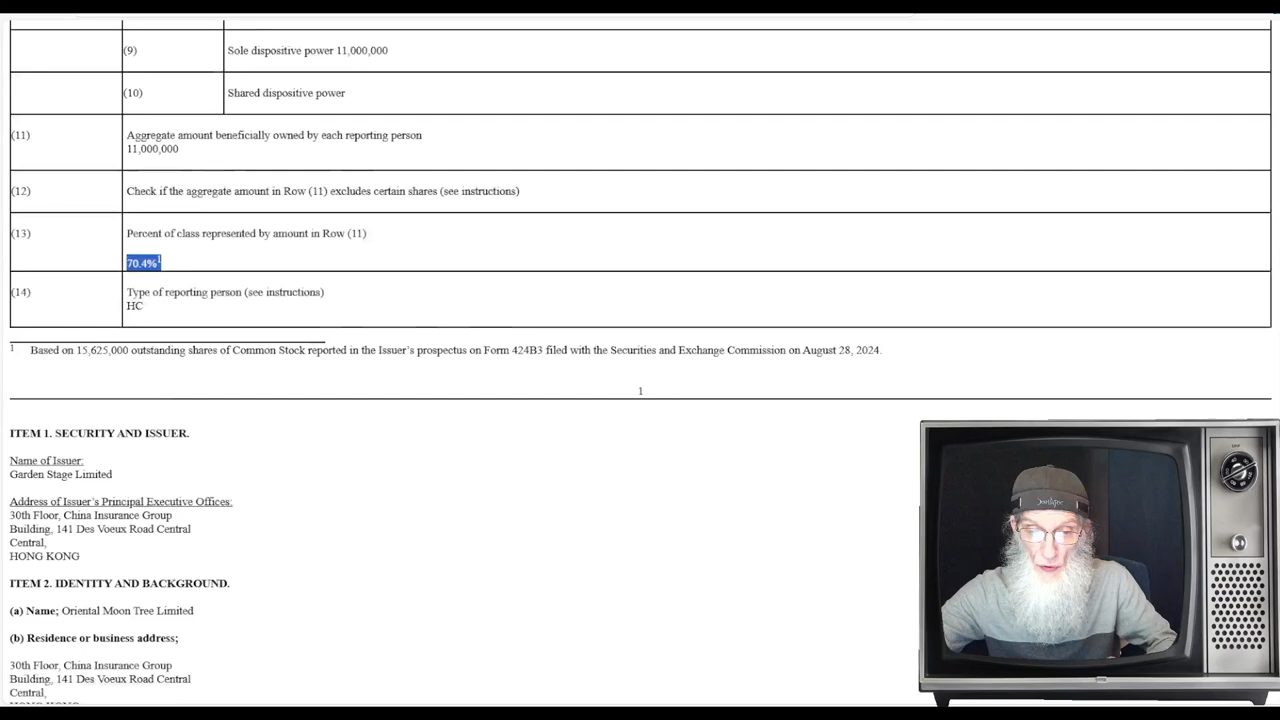 (9) Sole dispositive power 11,000,000
(10) Shared dispositive power
(11) Aggregate amount beneficially owned by each reporting person
11,000,000
(12) Check if the aggregate amount in Row (11) excludes certain shares (see instructions)
(13) Percent of class represented by amount in Row (11)
70.4%1
(14) Type of reporting person (see instructions)
HC
1 Based on 15,625,000 outstanding shares of Common Stock reported in the Issuer's prospectus on Form 424B3 filed with the Securities and Exchange Commission on August 28, 2024.
1
ITEM 1. SECURITY AND ISSUER.
Name of Issuer:
Garden Stage Limited
Address of Issuer's Principal Executive Offices:
30th Floor, China Insurance Group
Building, 141 Des Voeux Road Central
Central,
HONG KONG
ITEM 2. IDENTITY AND BACKGROUND.
(a) Name; Oriental Moon Tree Limited
(b) Residence or business address;
30th Floor, China Insurance Group
Building, 141 Des Voeux Road Central
Central,